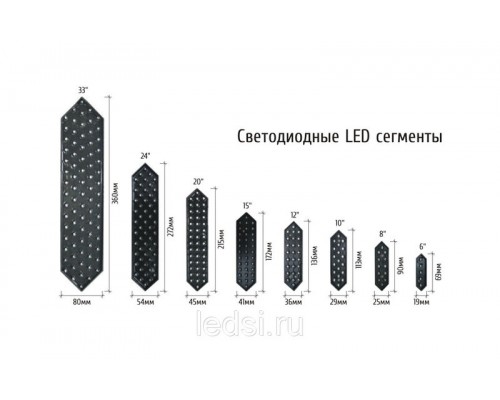 Светодиодные LED сегменты
33"
360мм
80мм
24"
272мм
54мм
20"
215мм
45мм
15"
172мм
41мм
12"
136мм
36мм
10"
113мм
29мм
8"
90мм
25мм
6"
69мм
19мм
ledsi.ru